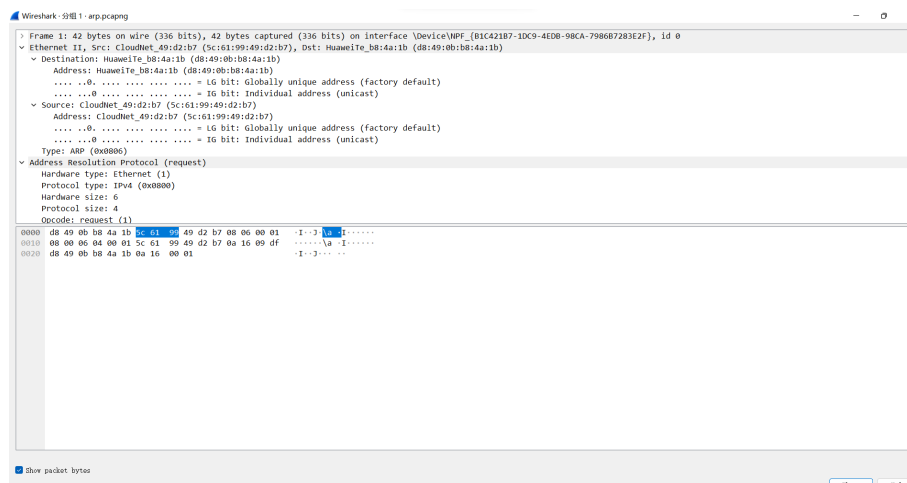 Wireshark · 分组 1 · arp.pcapng
Frame 1: 42 bytes on wire (336 bits), 42 bytes captured (336 bits) on interface \Device\NPF_{B1C421B7-1DC9-4EDB-98CA-7986B7283E2F}, id 0
Ethernet II, Src: CloudNet_49:d2:b7 (5c:61:99:49:d2:b7), Dst: HuaweiTe_b8:4a:1b (d8:49:0b:b8:4a:1b)
Destination: HuaweiTe_b8:4a:1b (d8:49:0b:b8:4a:1b)
Address: HuaweiTe_b8:4a:1b (d8:49:0b:b8:4a:1b)
.... ..0. .... .... .... .... = LG bit: Globally unique address (factory default)
.... ...0 .... .... .... .... = IG bit: Individual address (unicast)
Source: CloudNet_49:d2:b7 (5c:61:99:49:d2:b7)
Address: CloudNet_49:d2:b7 (5c:61:99:49:d2:b7)
.... ..0. .... .... .... .... = LG bit: Globally unique address (factory default)
.... ...0 .... .... .... .... = IG bit: Individual address (unicast)
Type: ARP (0x0806)
Address Resolution Protocol (request)
Hardware type: Ethernet (1)
Protocol type: IPv4 (0x0800)
Hardware size: 6
Protocol size: 4
Opcode: request (1)
0000 d8 49 0b b8 4a 1b 5c 61 99 49 d2 b7 08 06 00 01 ·I··J·\a ·I······
0010 08 00 06 04 00 01 5c 61 99 49 d2 b7 0a 16 09 df ······\a ·I······
0020 d8 49 0b b8 4a 1b 0a 16 00 01 ·I··J··· ··
Show packet bytes